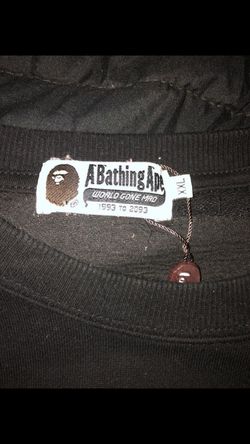 A Bathing Ape
WORLD GONE MAD
1993 TO 2093
XXL